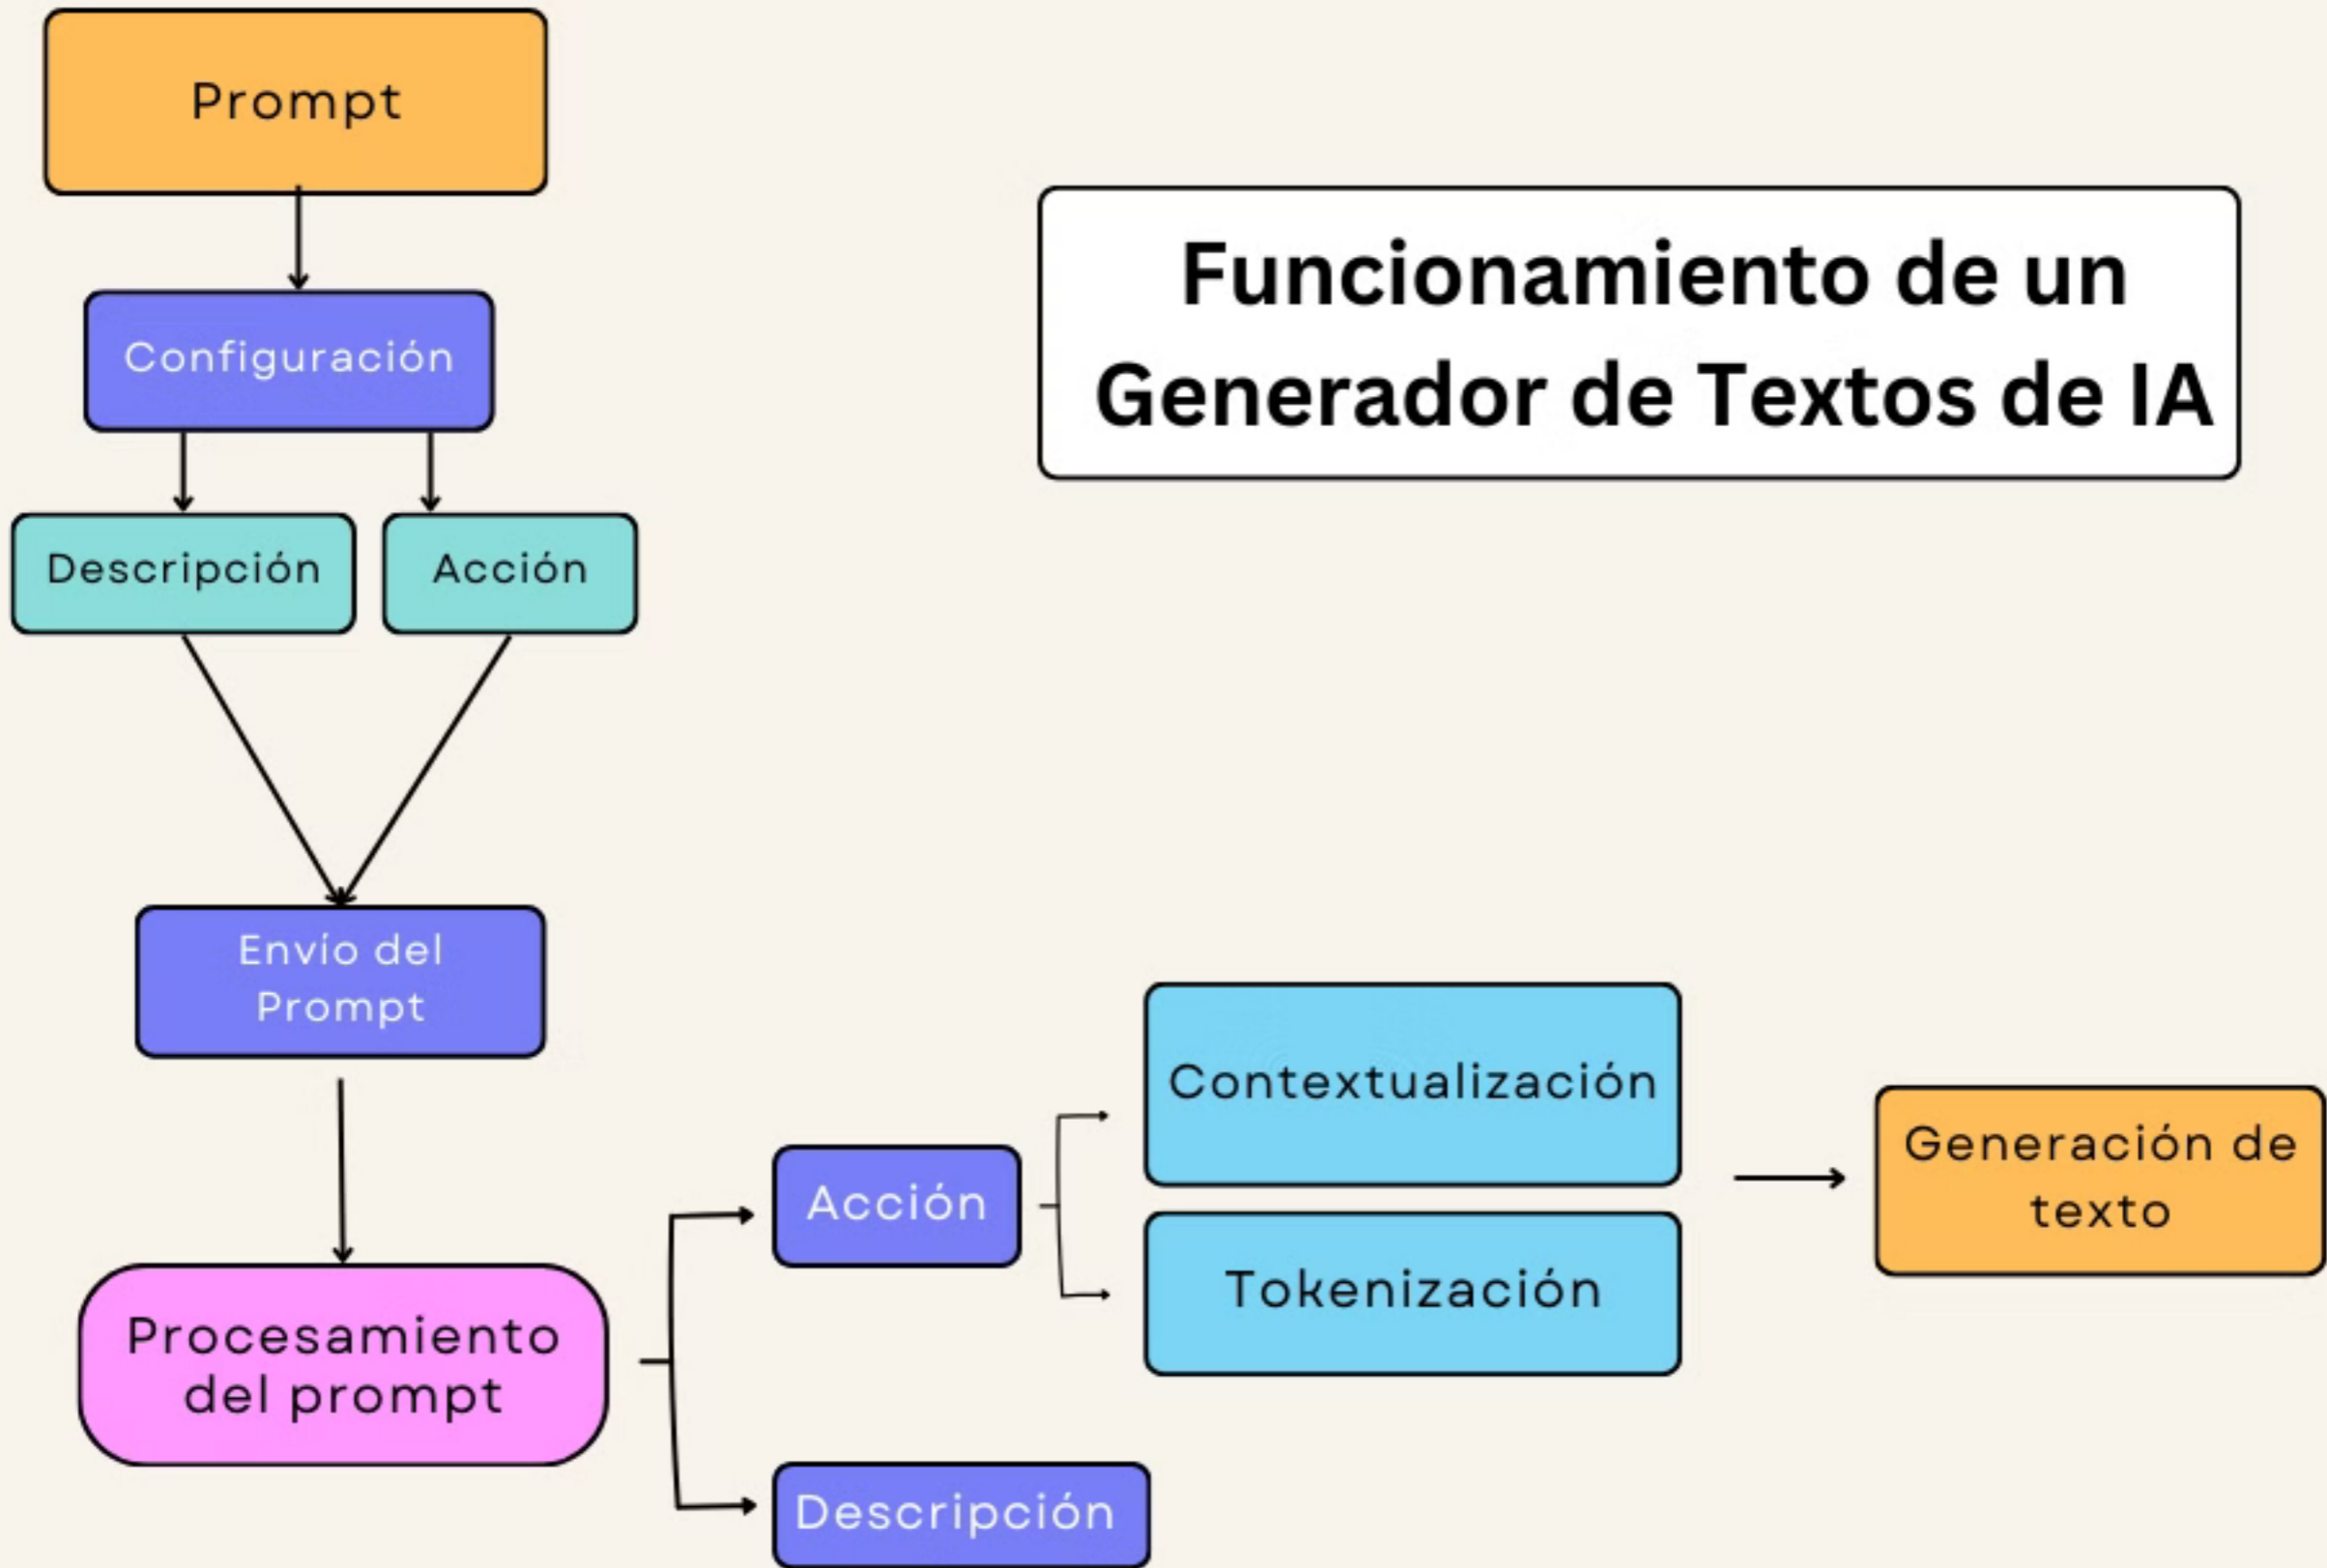 Prompt
Funcionamiento de un
Generador de Textos de IA
Configuración
Descripción
Acción
Envío del
Prompt
Contextualización
Generación de
texto
Acción
Tokenización
Procesamiento
del prompt
Descripción